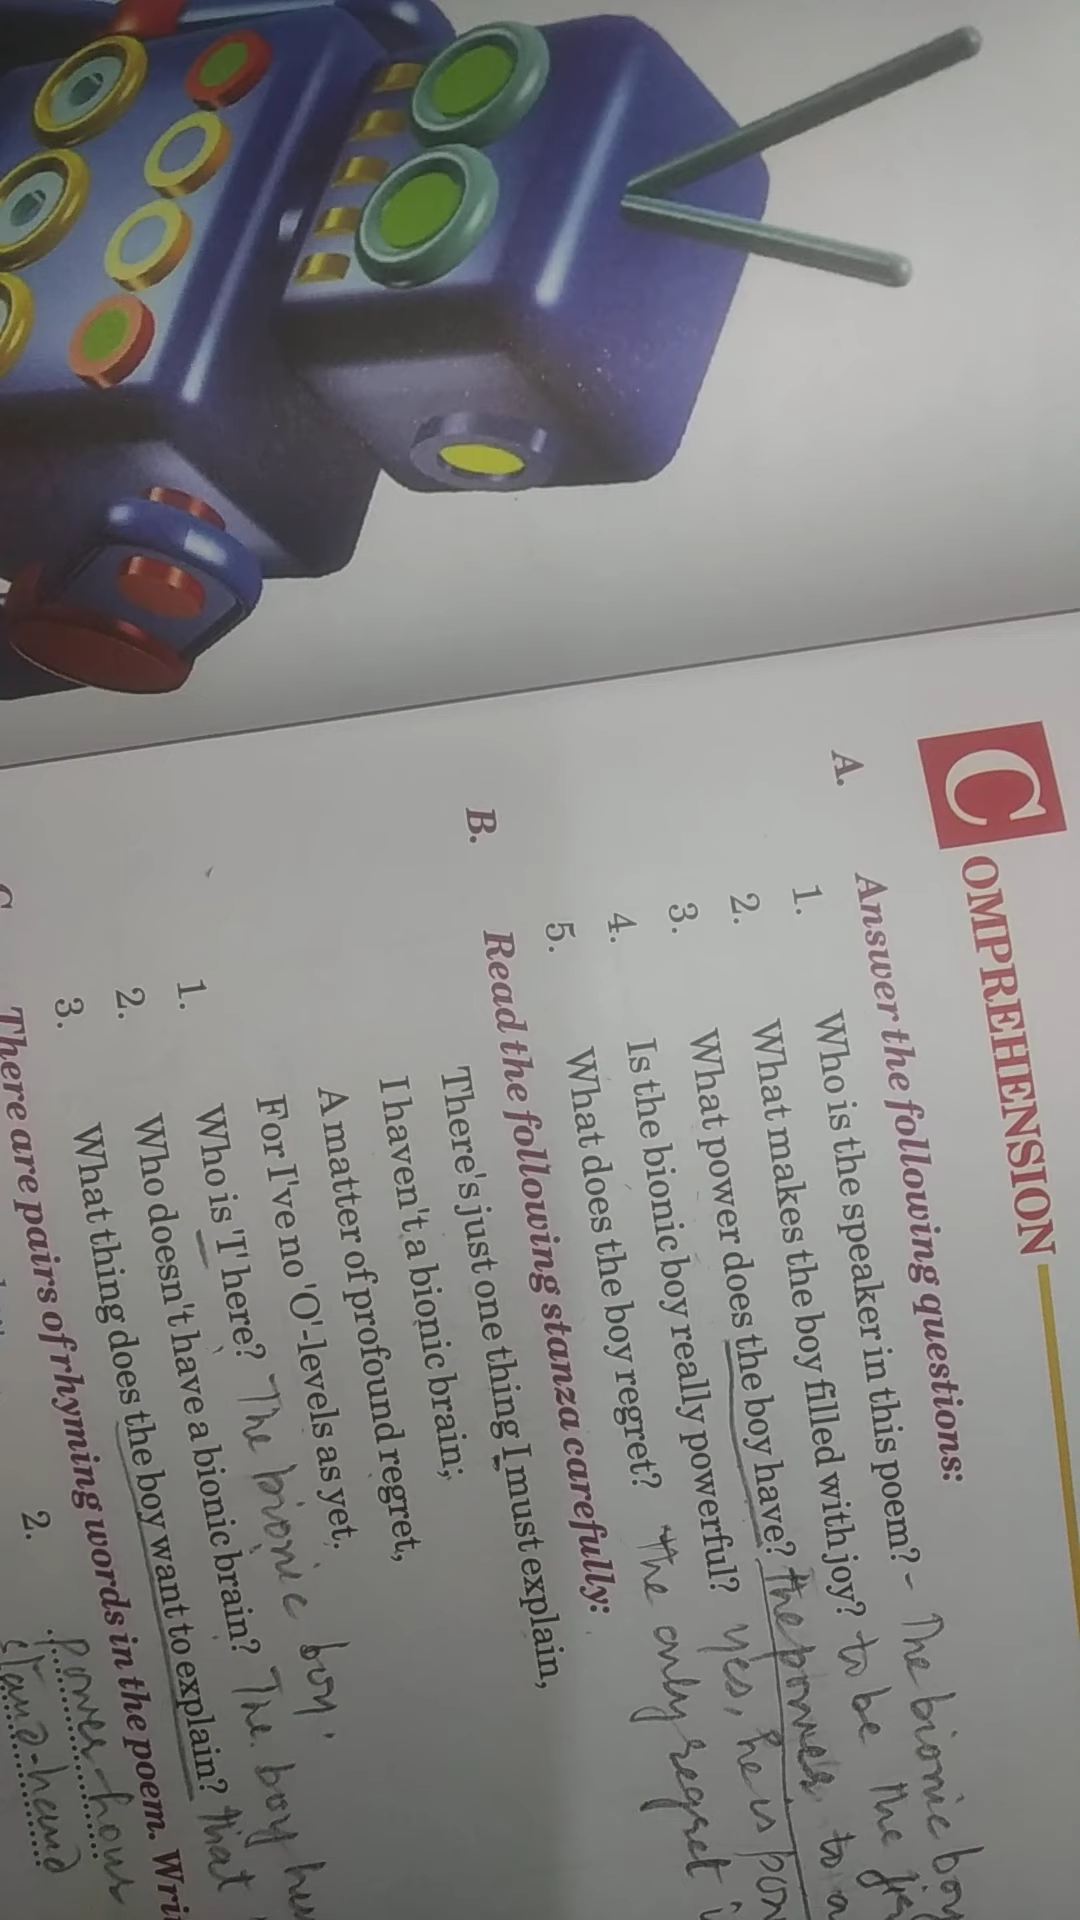 COMPREHENSION
A. Answer the following questions:
1. Who is the speaker in this poem? - The bionic boy
2. What makes the boy filled with joy? to be the
3. What power does the boy have? the power to a
4. Is the bionic boy really powerful? yes, he is
5. What does the boy regret? the only regret i
B. Read the following stanza carefully:
There's just one thing I must explain,
I haven't a bionic brain;
A matter of profound regret,
For I've no 'O'-levels as yet.
1. Who is 'I' here? The bionic boy.
2. Who doesn't have a bionic brain? The boy
3. What thing does the boy want to explain? that
There are pairs of rhyming words in the poem. Wri
2. power-hour
stand-hand